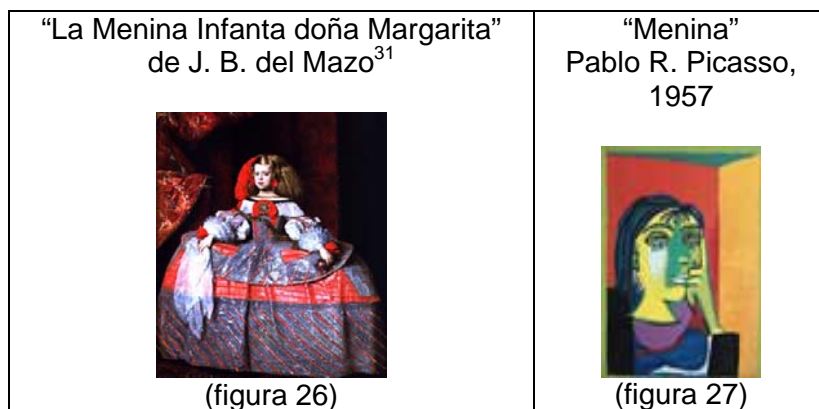 “La Menina Infanta doña Margarita”
de J. B. del Mazo31
(figura 26)
“Menina”
Pablo R. Picasso,
1957
(figura 27)